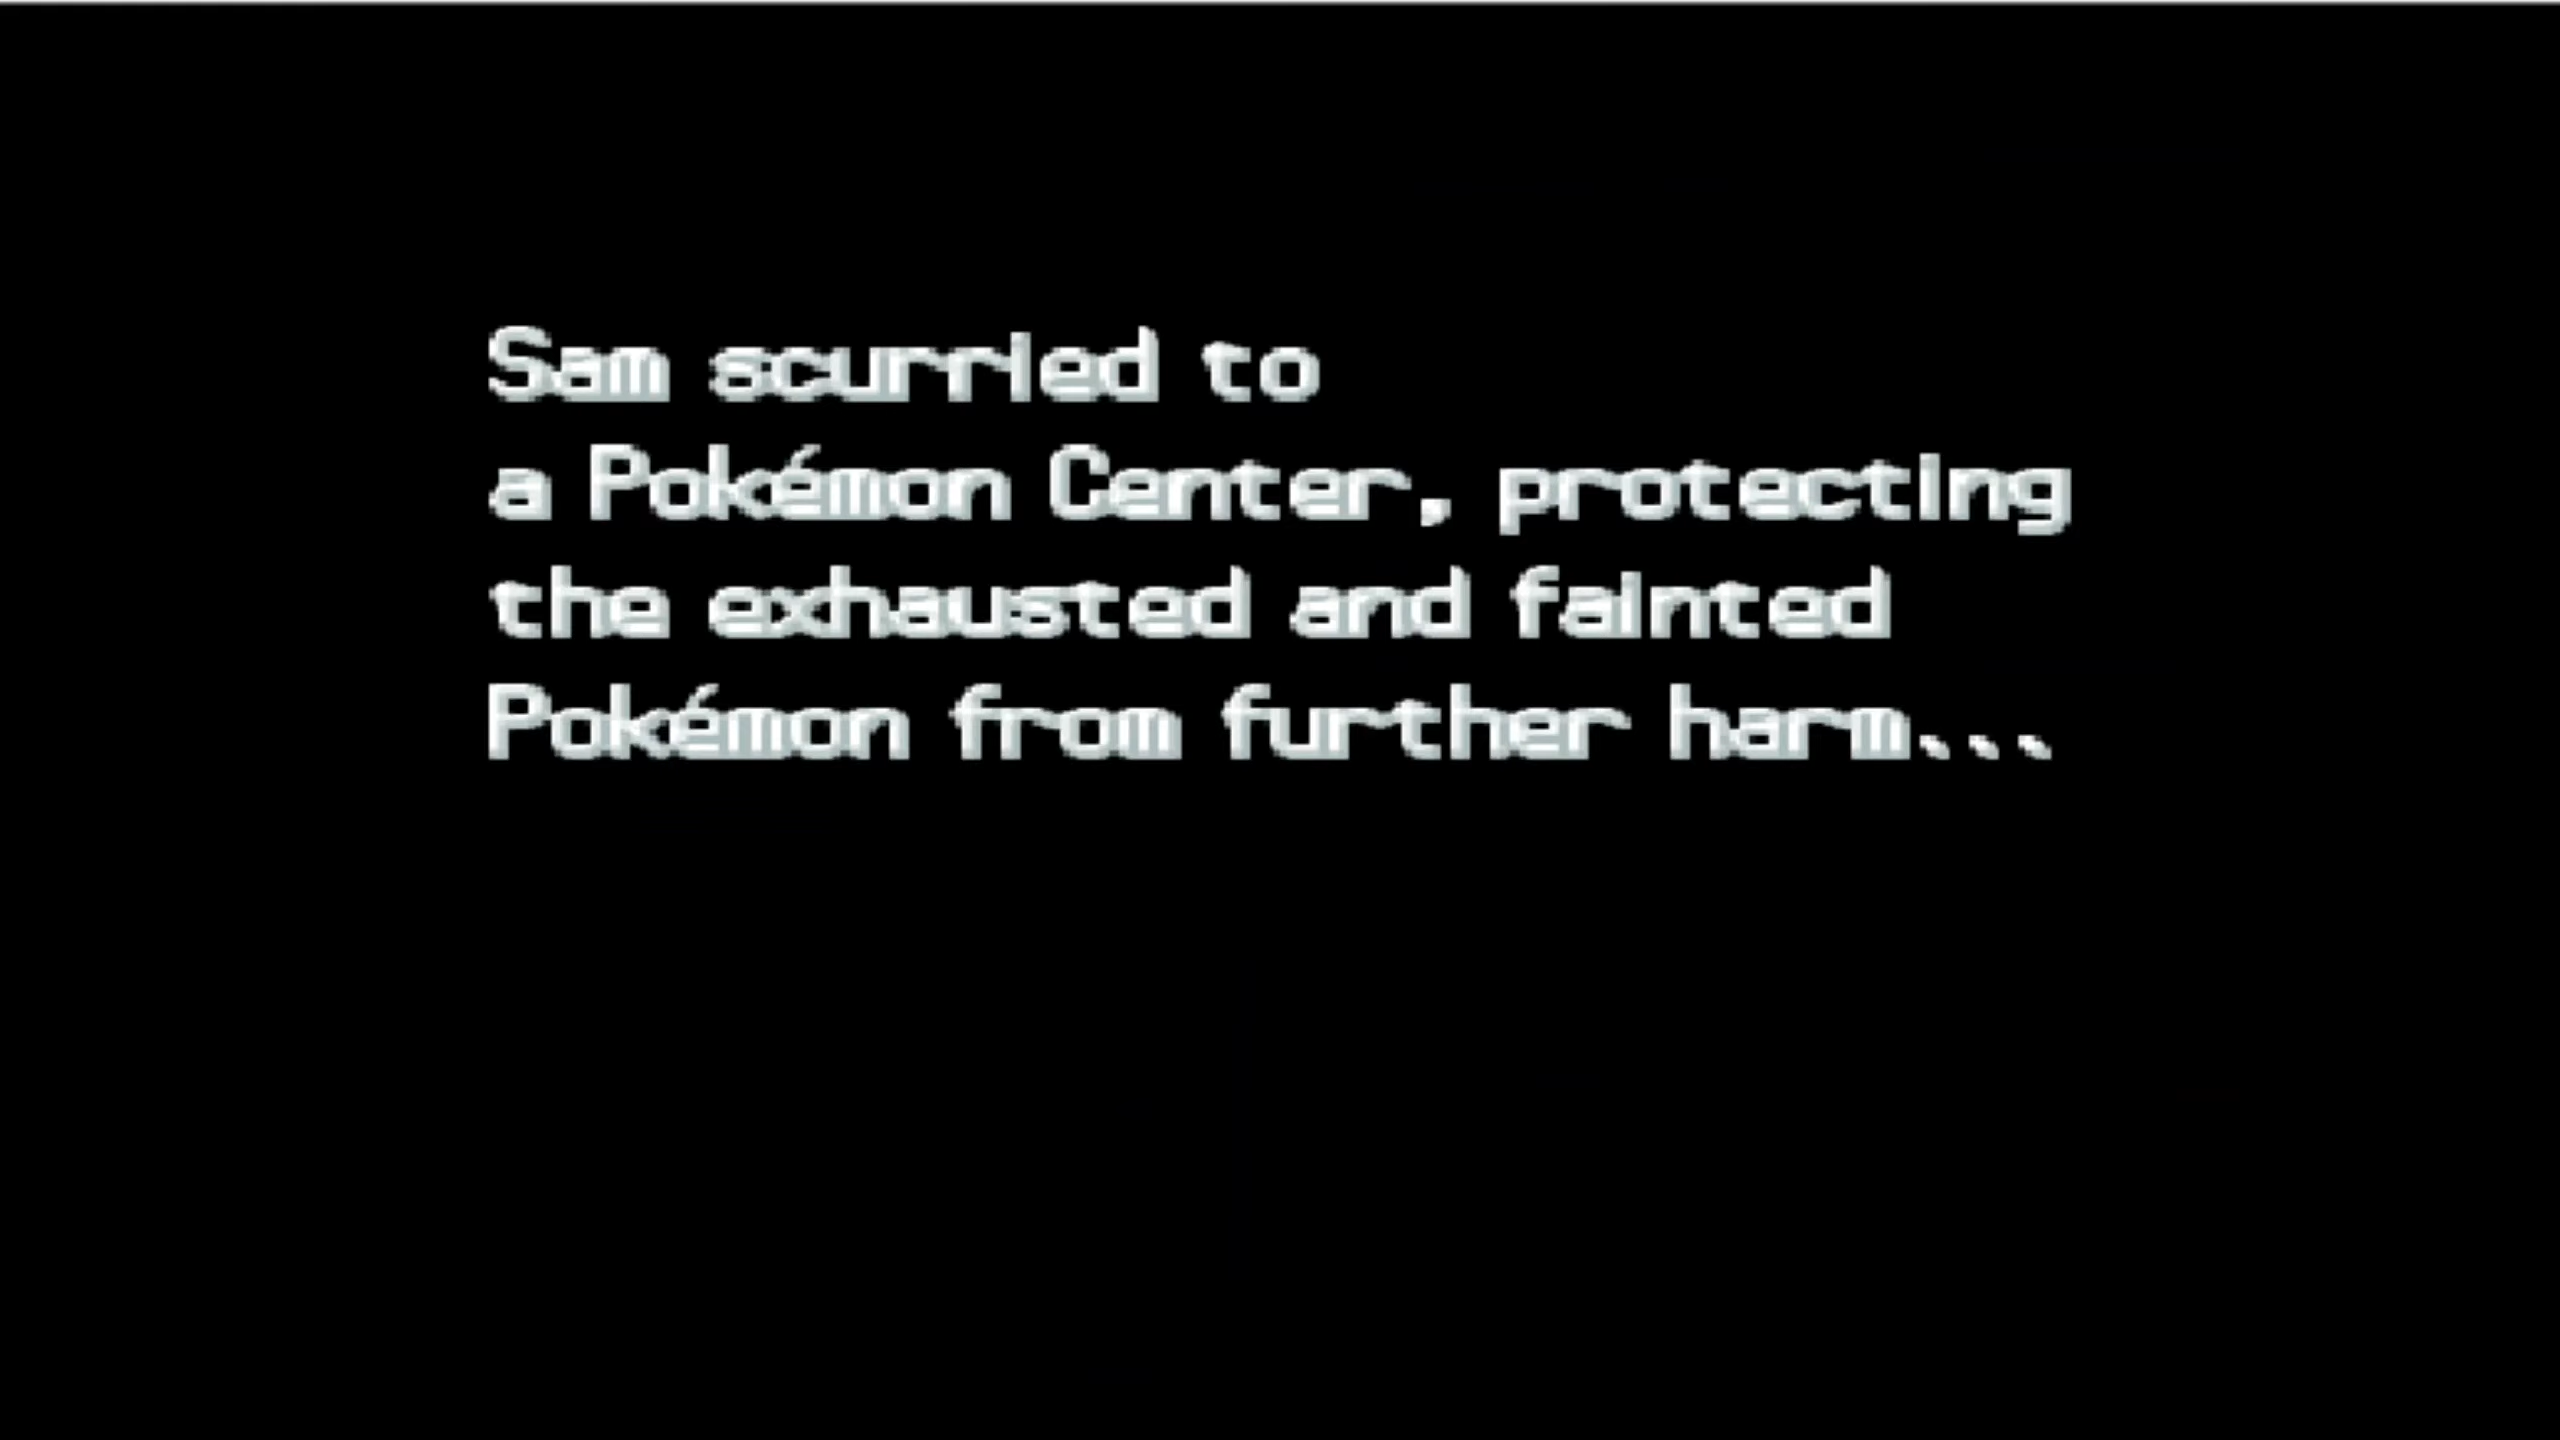 Sam scurried to
a Pokémon Center, protecting
the exhausted and fainted
Pokémon from further harm...